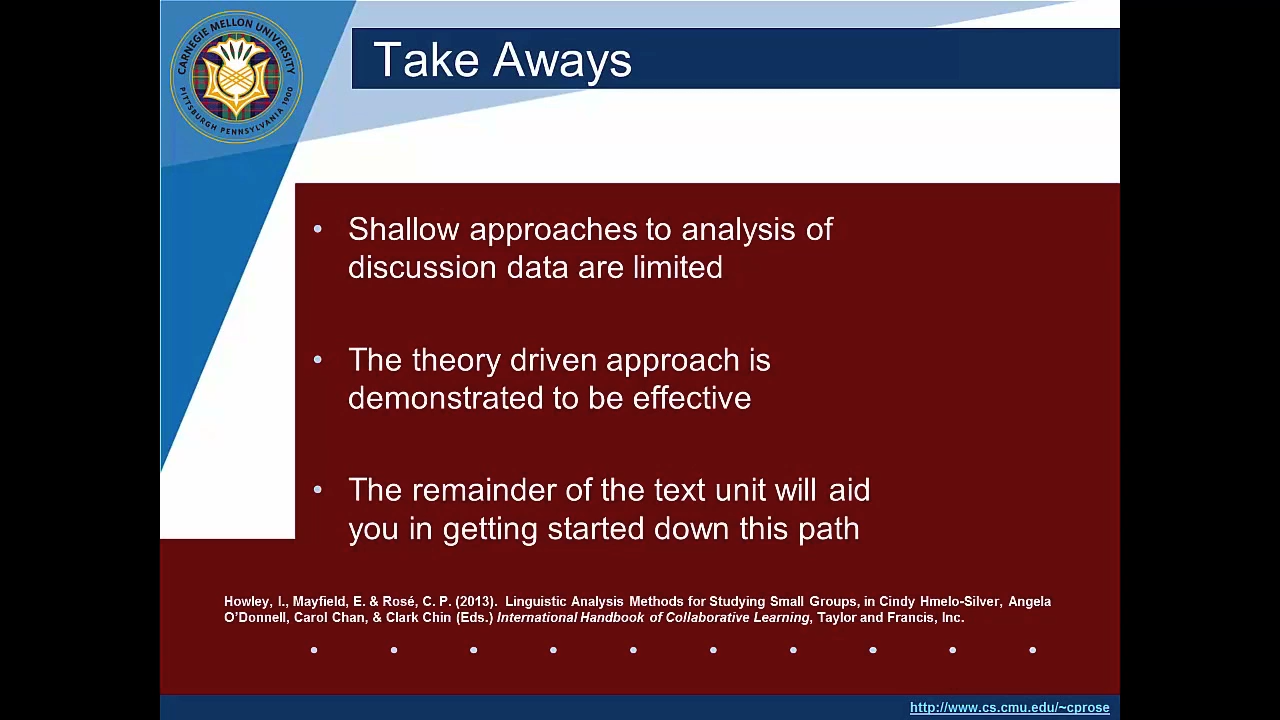 CARNEGIE MELLON UNIVERSITY
PITTSBURGH PENNSYLVANIA 1900
Take Aways
• Shallow approaches to analysis of
discussion data are limited
• The theory driven approach is
demonstrated to be effective
• The remainder of the text unit will aid
you in getting started down this path
Howley, I., Mayfield, E. & Rosé, C. P. (2013). Linguistic Analysis Methods for Studying Small Groups, in Cindy Hmelo-Silver, Angela
O'Donnell, Carol Chan, & Clark Chin (Eds.) International Handbook of Collaborative Learning, Taylor and Francis, Inc.
http://www.cs.cmu.edu/~cprose